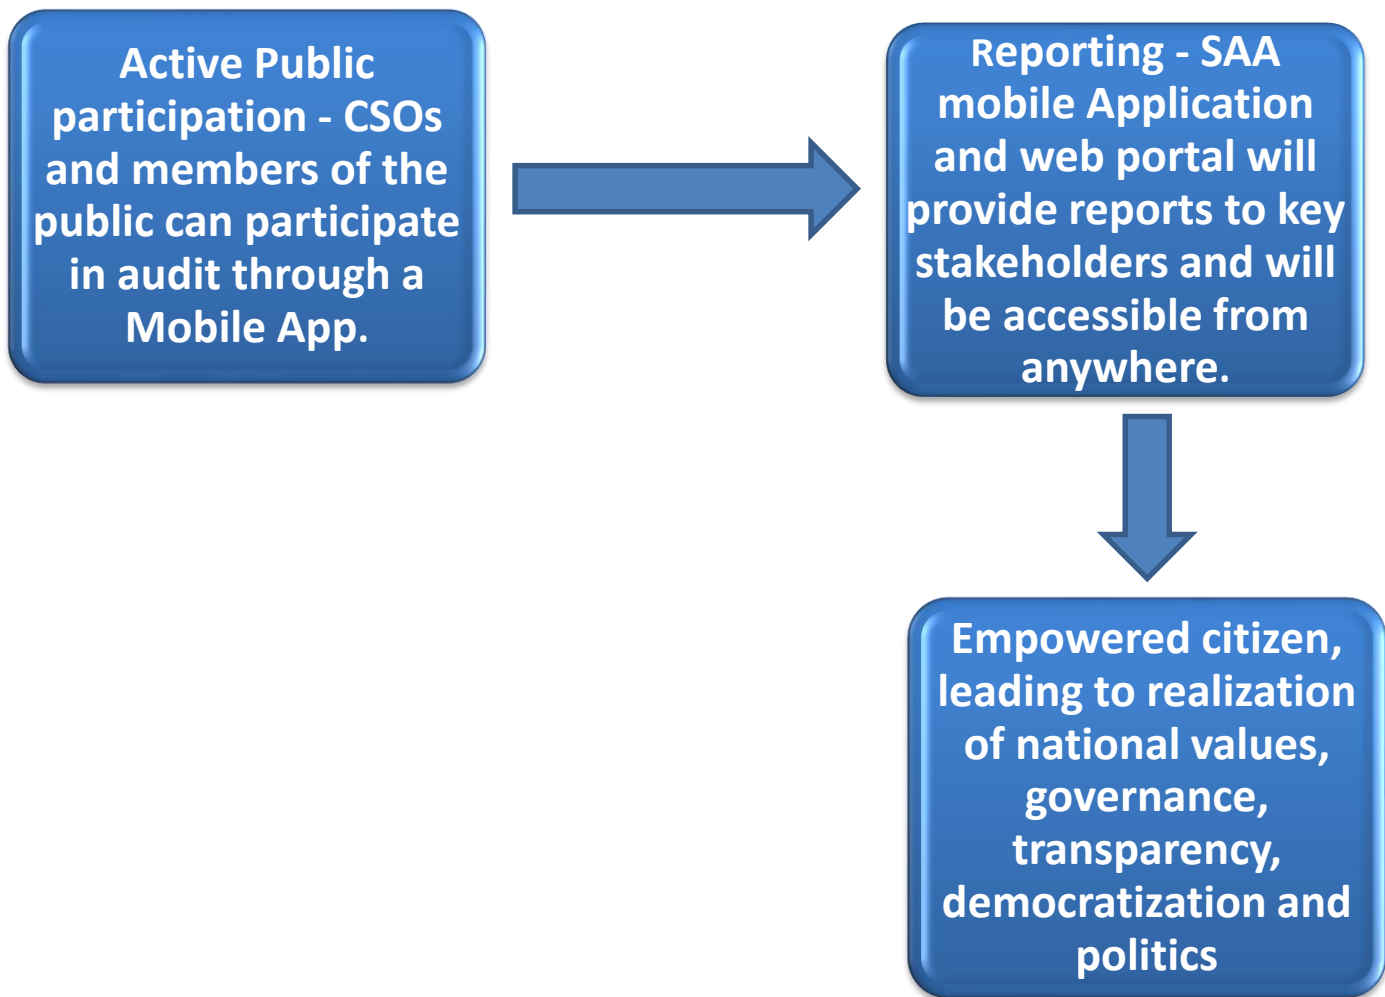 Active Public
participation - CSOs
and members of the
public can participate
in audit through a
Mobile App.
Reporting - SAA
mobile Application
and web portal will
provide reports to key
stakeholders and will
be accessible from
anywhere.
Empowered citizen,
leading to realization
of national values,
governance,
transparency,
democratization and
politics